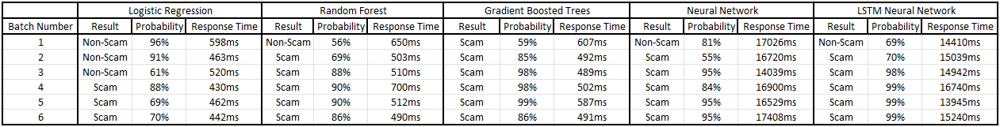 Logistic Regression Random Forest Gradient Boosted Trees Neural Network LSTM Neural Network
Batch Number Result Probability Response Time Result Probability Response Time Result Probability Response Time Result Probability Response Time Result Probability Response Time
1 Non-Scam 96% 598ms Non-Scam 56% 650ms Scam 59% 607ms Non-Scam 81% 17026ms Non-Scam 69% 14410ms
2 Non-Scam 91% 463ms Scam 69% 503ms Scam 85% 492ms Scam 55% 16720ms Scam 70% 15039ms
3 Non-Scam 61% 520ms Scam 88% 510ms Scam 98% 489ms Scam 95% 14039ms Scam 98% 14942ms
4 Scam 88% 430ms Scam 90% 700ms Scam 98% 502ms Scam 84% 16900ms Scam 99% 16740ms
5 Scam 69% 462ms Scam 90% 512ms Scam 99% 587ms Scam 95% 16529ms Scam 99% 13945ms
6 Scam 70% 442ms Scam 86% 490ms Scam 86% 491ms Scam 95% 17408ms Scam 99% 15240ms